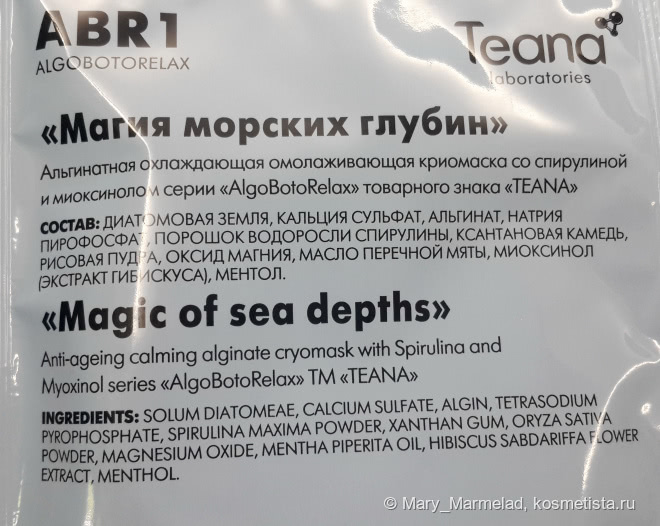 ABR1
ALGOBOTORELAX
Teana
laboratories
«Магия морских глубин»
Альгинатная охлаждающая омолаживающая криомаска со спирулиной
и миоксинолом серии «AlgoBotoRelax» товарного знака «TEANA»
СОСТАВ: ДИАТОМОВАЯ ЗЕМЛЯ, КАЛЬЦИЯ СУЛЬФАТ, АЛЬГИНАТ, НАТРИЯ
ПИРОФОСФАТ, ПОРОШОК ВОДОРОСЛИ СПИРУЛИНЫ, КСАНТАНОВАЯ КАМЕДЬ,
РИСОВАЯ ПУДРА, ОКСИД МАГНИЯ, МАСЛО ПЕРЕЧНОЙ МЯТЫ, МИОКСИНОЛ
(ЭКСТРАКТ ГИБИСКУСА), МЕНТОЛ.
«Magic of sea depths»
Anti-ageing calming alginate cryomask with Spirulina and
Myoxinol series «AlgoBotoRelax» TM «TEANA»
INGREDIENTS: SOLUM DIATOMEAE, CALCIUM SULFATE, ALGIN, TETRASODIUM
PYROPHOSPHATE, SPIRULINA MAXIMA POWDER, XANTHAN GUM, ORYZA SATIVA
POWDER, MAGNESIUM OXIDE, MENTHA PIPERITA OIL, HIBISCUS SABDARIFFA FLOWER
EXTRACT, MENTHOL.
© Mary_Marmelad, kosmetista.ru